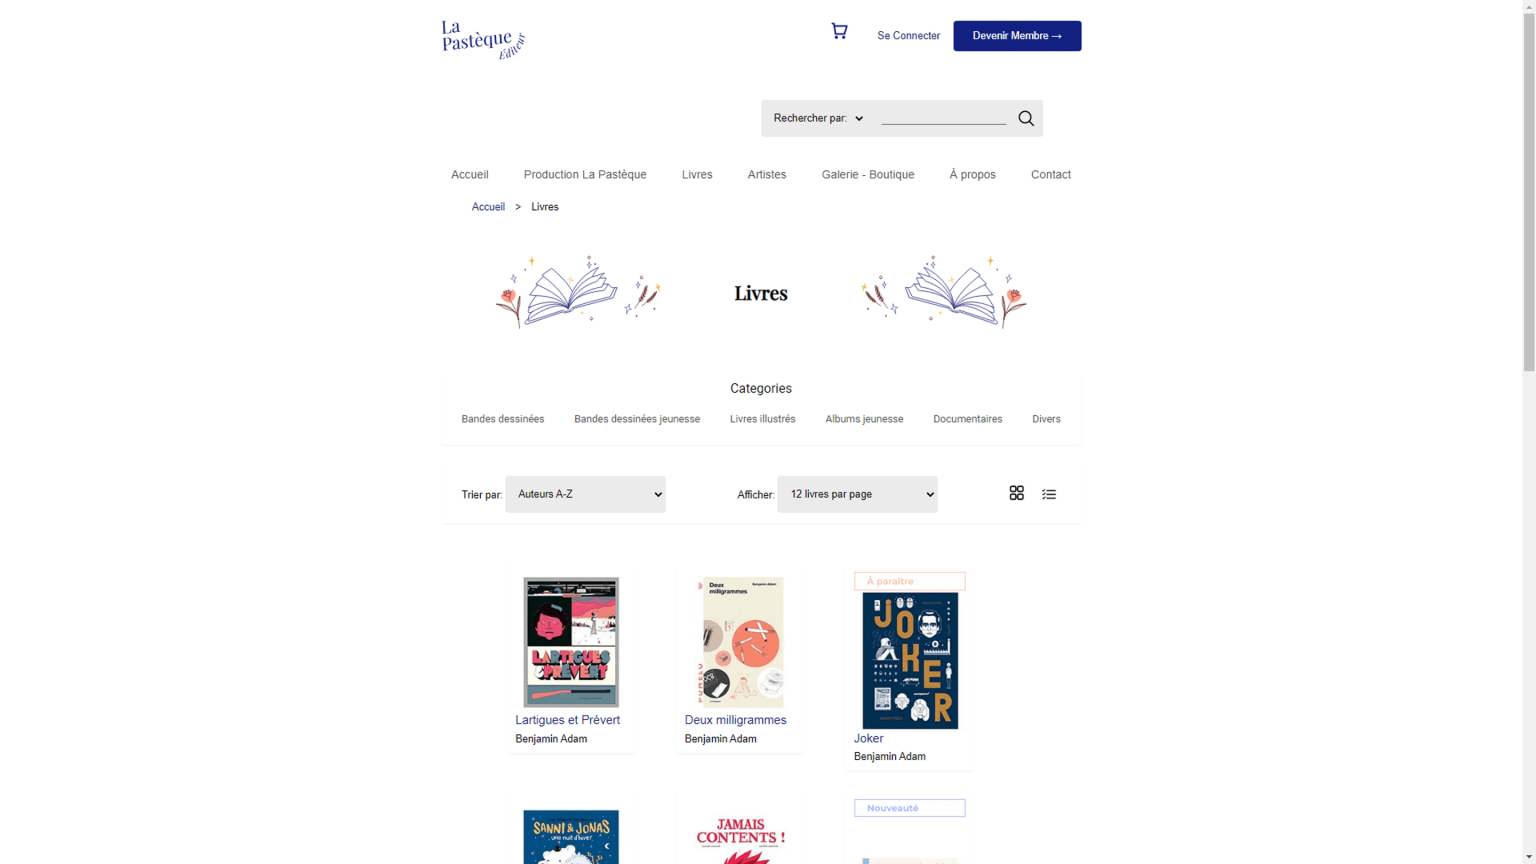 La
Pastèque
Éditeur
Se Connecter
Devenir Membre →
Rechercher par:
Accueil
Production La Pastèque
Livres
Artistes
Galerie - Boutique
À propos
Contact
Accueil > Livres
Livres
Categories
Bandes dessinées
Bandes dessinées jeunesse
Livres illustrés
Albums jeunesse
Documentaires
Divers
Trier par: Auteurs A-Z
Afficher: 12 livres par page
LARTIGUES
PRÉVERT
Lartigues et Prévert
Benjamin Adam
Deux
milligrammes
Benjamin Adam
Deux milligrammes
Benjamin Adam
À paraître
JOKER
Joker
Benjamin Adam
SANNI & JONAS
une nuit d'hiver
JAMAIS
CONTENTS !
Nouveauté